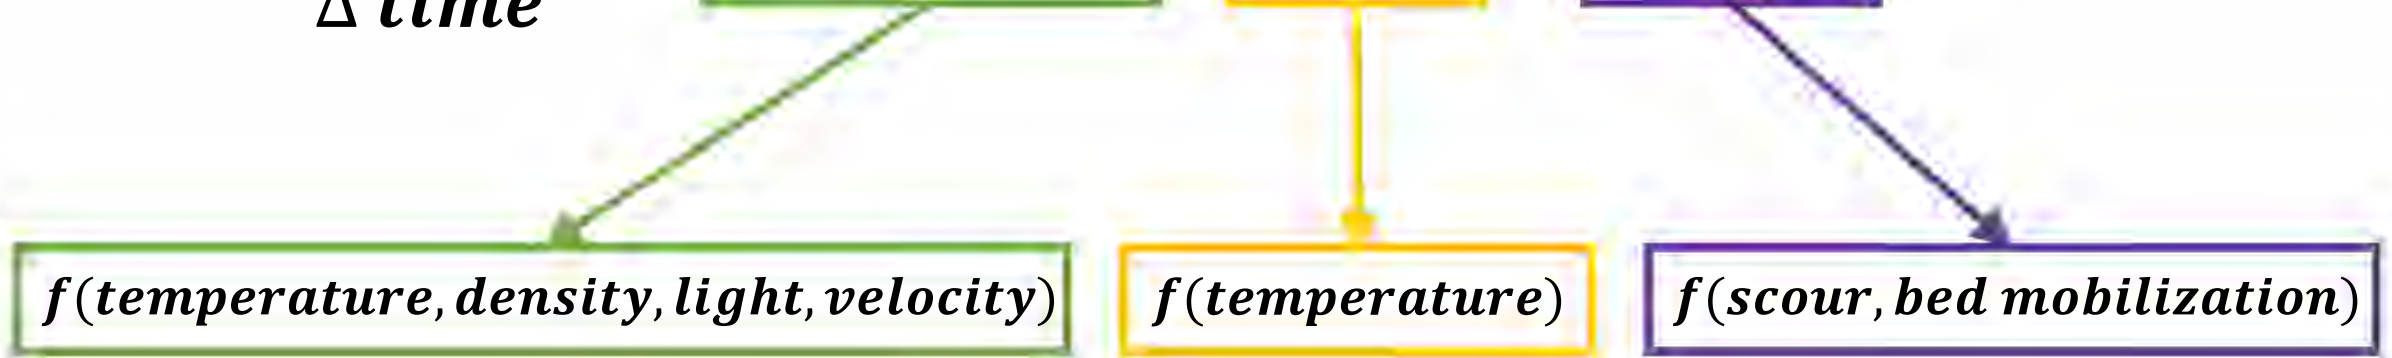 Δ time
f(temperature, density, light, velocity)
f(temperature)
f(scour, bed mobilization)